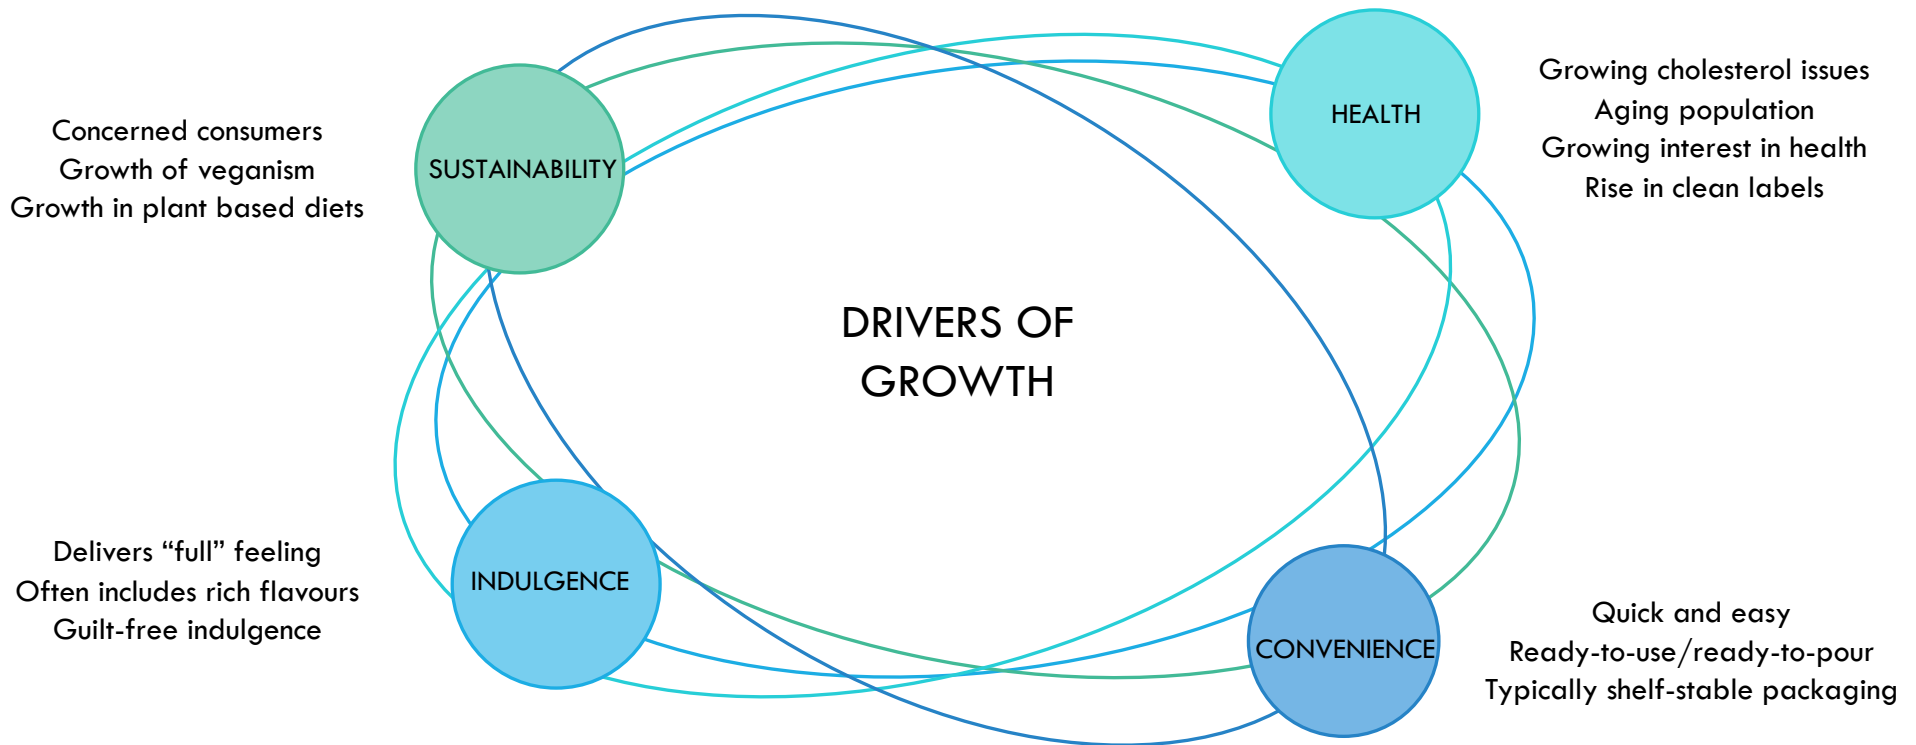 Concerned consumers
Growth of veganism
Growth in plant based diets
SUSTAINABILITY
HEALTH
Growing cholesterol issues
Aging population
Growing interest in health
Rise in clean labels
DRIVERS OF
GROWTH
Delivers “full” feeling
Often includes rich flavours
Guilt-free indulgence
INDULGENCE
CONVENIENCE
Quick and easy
Ready-to-use/ready-to-pour
Typically shelf-stable packaging